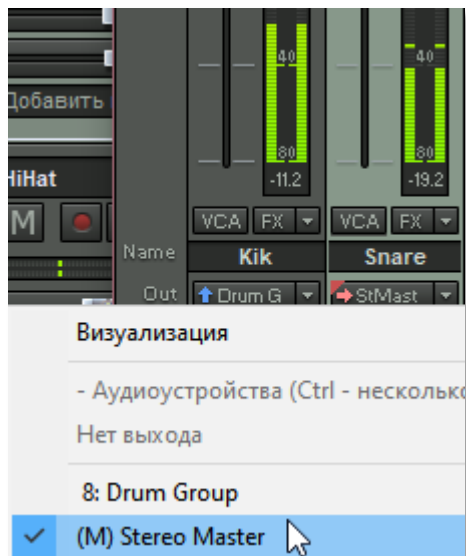 40 40
Добавить
80 80
HiHat -11.2 -19.2
M VCA FX VCA FX
Name Kik Snare
Out Drum G StMast
Визуализация
- Аудиоустройства (Ctrl - несколько
Нет выхода
8: Drum Group
(M) Stereo Master